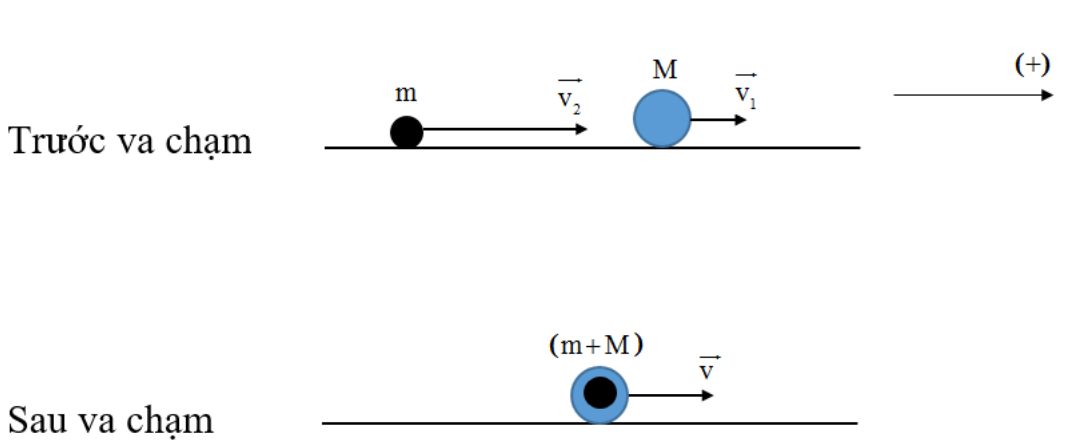 (+)
M
m
v₂
v₁
Trước va chạm
(m+M)
v
Sau va chạm